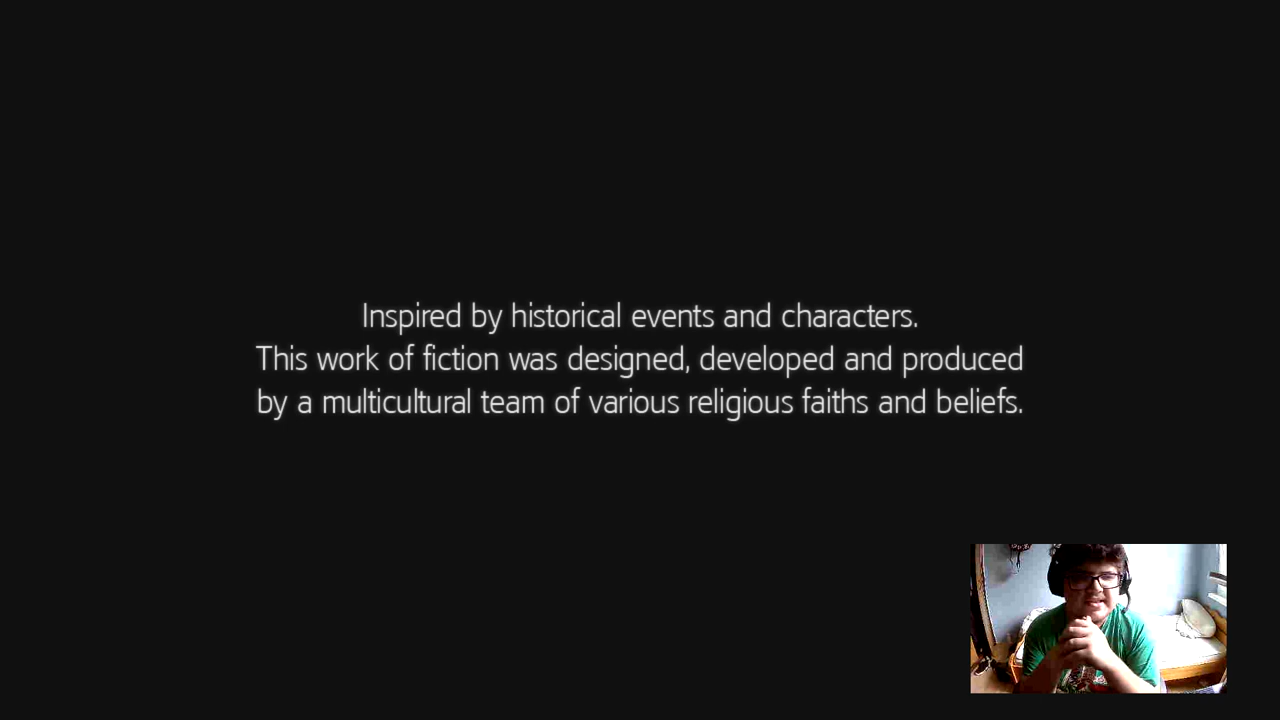 Inspired by historical events and characters.
This work of fiction was designed, developed and produced
by a multicultural team of various religious faiths and beliefs.